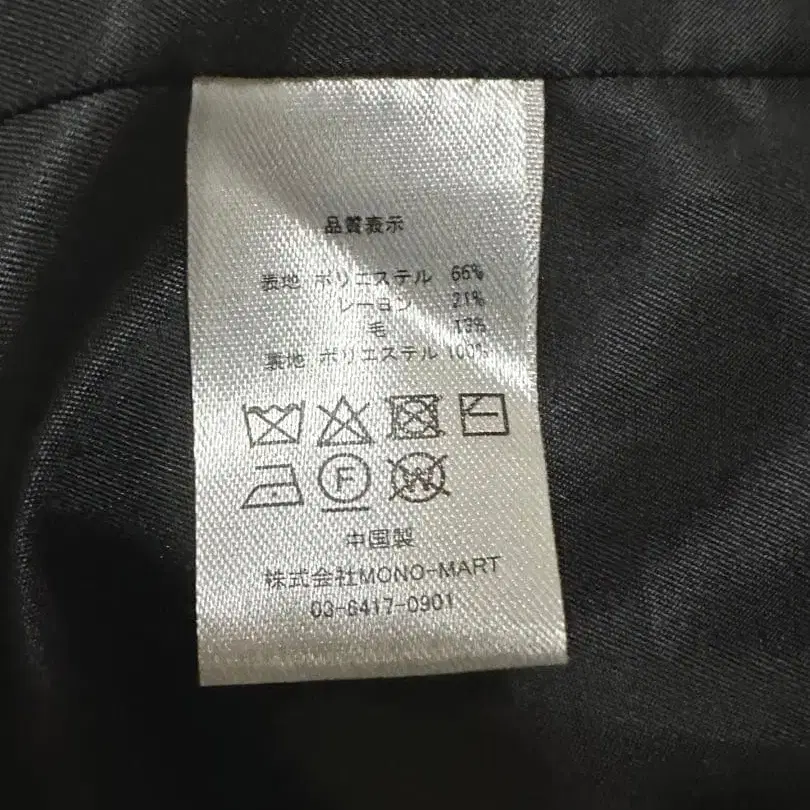 品質表示
表地 ポリエステル 66%
レーヨン 21%
毛 13%
裏地 ポリエステル 100%
F
W
中国製
株式会社MONO-MART
03-6417-0901